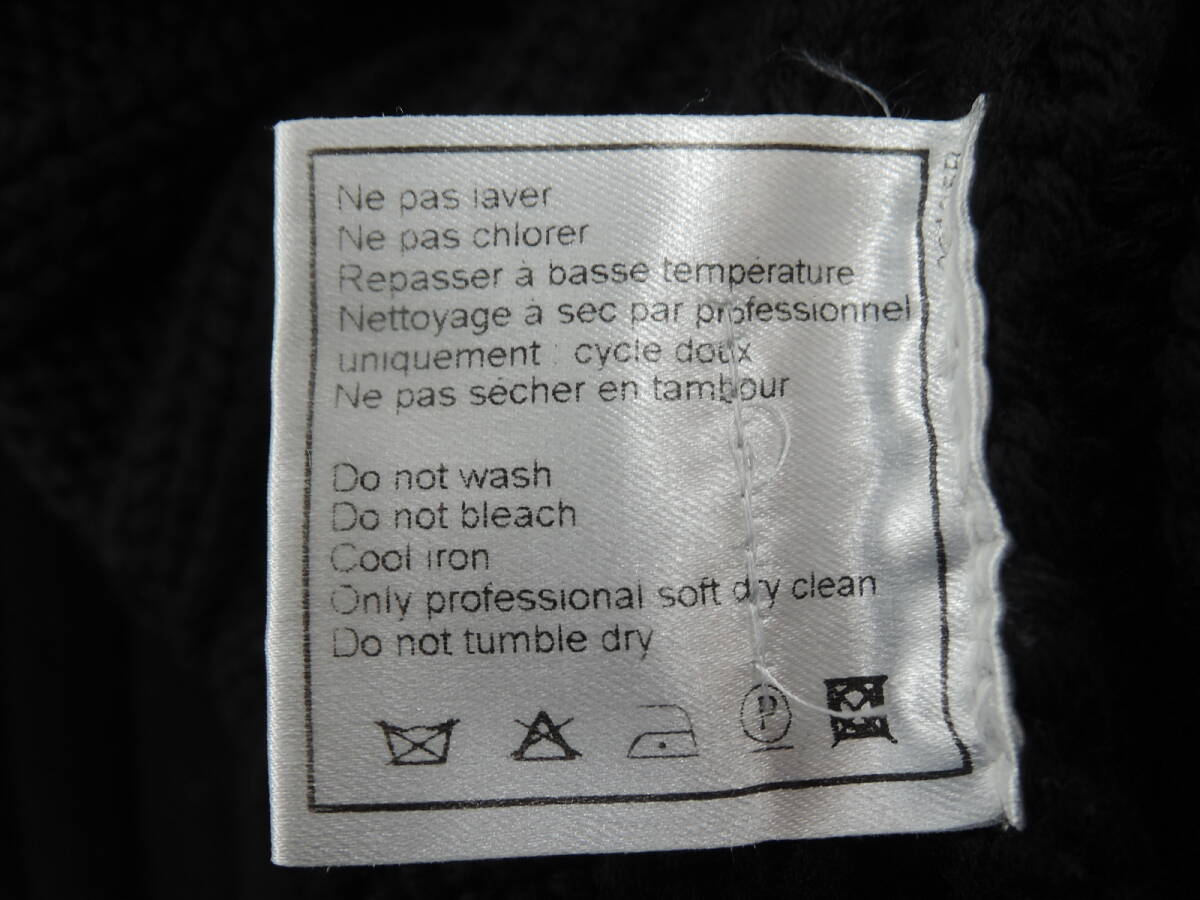 Ne pas laver
Ne pas chlorer
Repasser à basse température
Nettoyage à sec par professionnel
uniquement : cycle doux
Ne pas sécher en tambour
Do not wash
Do not bleach
Cool iron
Only professional soft dry clean
Do not tumble dry
P